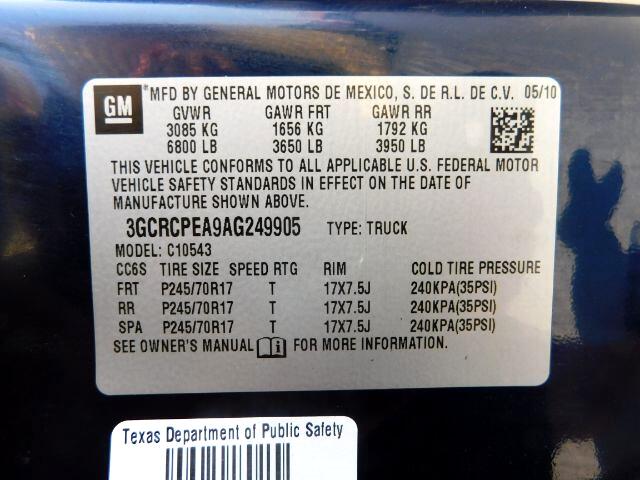 GM *MFD BY GENERAL MOTORS DE MEXICO, S. DE R.L. DE C.V. 05/10
GVWR GAWR FRT GAWR RR
3085 KG 1656 KG 1792 KG
6800 LB 3650 LB 3950 LB
THIS VEHICLE CONFORMS TO ALL APPLICABLE U.S. FEDERAL MOTOR
VEHICLE SAFETY STANDARDS IN EFFECT ON THE DATE OF
MANUFACTURE SHOWN ABOVE.
3GCRCPEA9AG249905 TYPE: TRUCK
MODEL: C10543
CC6S TIRE SIZE SPEED RTG RIM COLD TIRE PRESSURE
FRT P245/70R17 T 17X7.5J 240KPA(35PSI)
RR P245/70R17 T 17X7.5J 240KPA(35PSI)
SPA P245/70R17 T 17X7.5J 240KPA(35PSI)
SEE OWNER'S MANUAL FOR MORE INFORMATION.
Texas Department of Public Safety